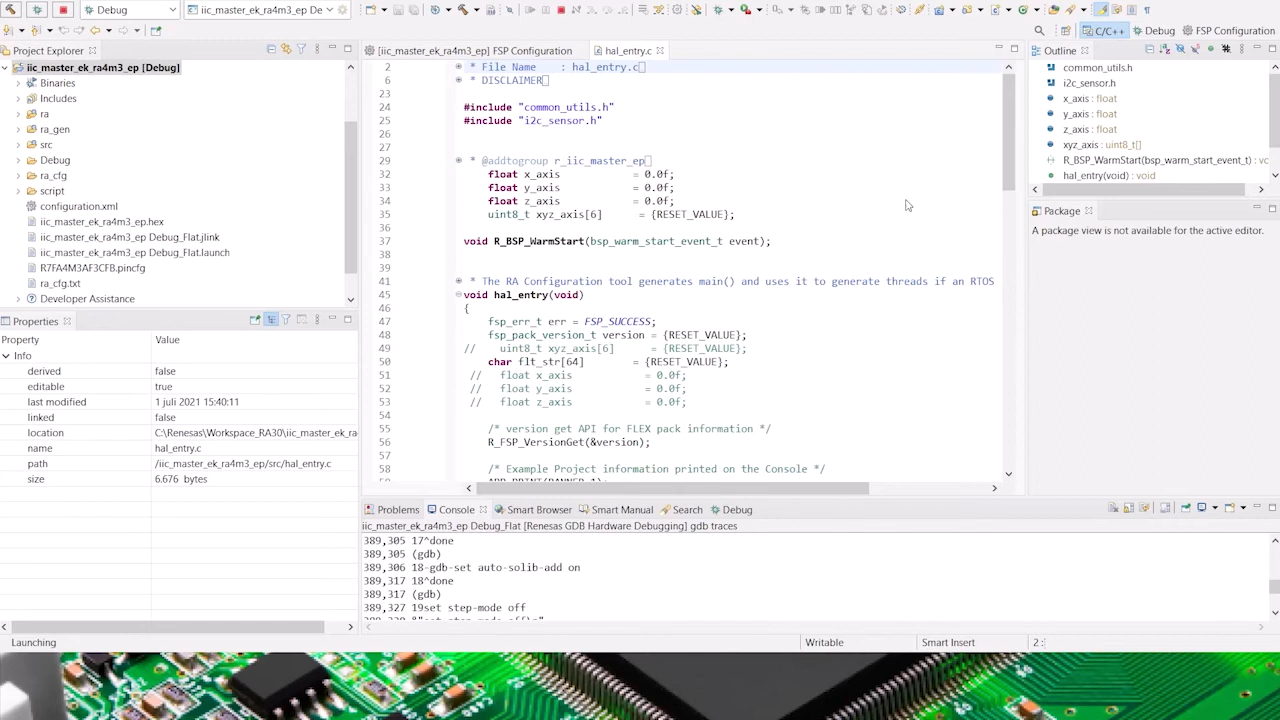 Debug
iic_master_ek_ra4m3_ep De
Project Explorer
[iic_master_ek_ra4m3_ep] FSP Configuration
hal_entry.c
C/C++
Debug
FSP Configuration
Outline
iic_master_ek_ra4m3_ep [Debug]
Binaries
Includes
ra
ra_gen
src
Debug
ra_cfg
script
configuration.xml
iic_master_ek_ra4m3_ep.hex
iic_master_ek_ra4m3_ep Debug_Flat.jlink
iic_master_ek_ra4m3_ep Debug_Flat.launch
R7FA4M3AF3CFB.pincfg
ra_cfg.txt
Developer Assistance
Properties
Property Value
Info
derived false
editable true
last modified 1 juli 2021 15:40:11
linked false
location C:\Renesas\Workspace_RA30\iic_master_ek_ra
name hal_entry.c
path /iic_master_ek_ra4m3_ep/src/hal_entry.c
size 6.676 bytes
2 * File Name : hal_entry.c
6 * DISCLAIMER
23
24 #include "common_utils.h"
25 #include "i2c_sensor.h"
26
27
29 * @addtogroup r_iic_master_ep
32 float x_axis = 0.0f;
33 float y_axis = 0.0f;
34 float z_axis = 0.0f;
35 uint8_t xyz_axis[6] = {RESET_VALUE};
36
37 void R_BSP_WarmStart(bsp_warm_start_event_t event);
38
39
41 * The RA Configuration tool generates main() and uses it to generate threads if an RTOS
45 void hal_entry(void)
46 {
47 fsp_err_t err = FSP_SUCCESS;
48 fsp_pack_version_t version = {RESET_VALUE};
49 // uint8_t xyz_axis[6] = {RESET_VALUE};
50 char flt_str[64] = {RESET_VALUE};
51 // float x_axis = 0.0f;
52 // float y_axis = 0.0f;
53 // float z_axis = 0.0f;
54
55 /* version get API for FLEX pack information */
56 R_FSP_VersionGet(&version);
57
58 /* Example Project information printed on the Console */
common_utils.h
i2c_sensor.h
x_axis : float
y_axis : float
z_axis : float
xyz_axis : uint8_t[]
R_BSP_WarmStart(bsp_warm_start_event_t) : vc
hal_entry(void) : void
Package
A package view is not available for the active editor.
Problems
Console
Smart Browser
Smart Manual
Search
Debug
iic_master_ek_ra4m3_ep Debug_Flat [Renesas GDB Hardware Debugging] gdb traces
389,305 17^done
389,305 (gdb)
389,306 18-gdb-set auto-solib-add on
389,317 18^done
389,317 (gdb)
389,327 19set step-mode off
Launching
Writable
Smart Insert
2 :